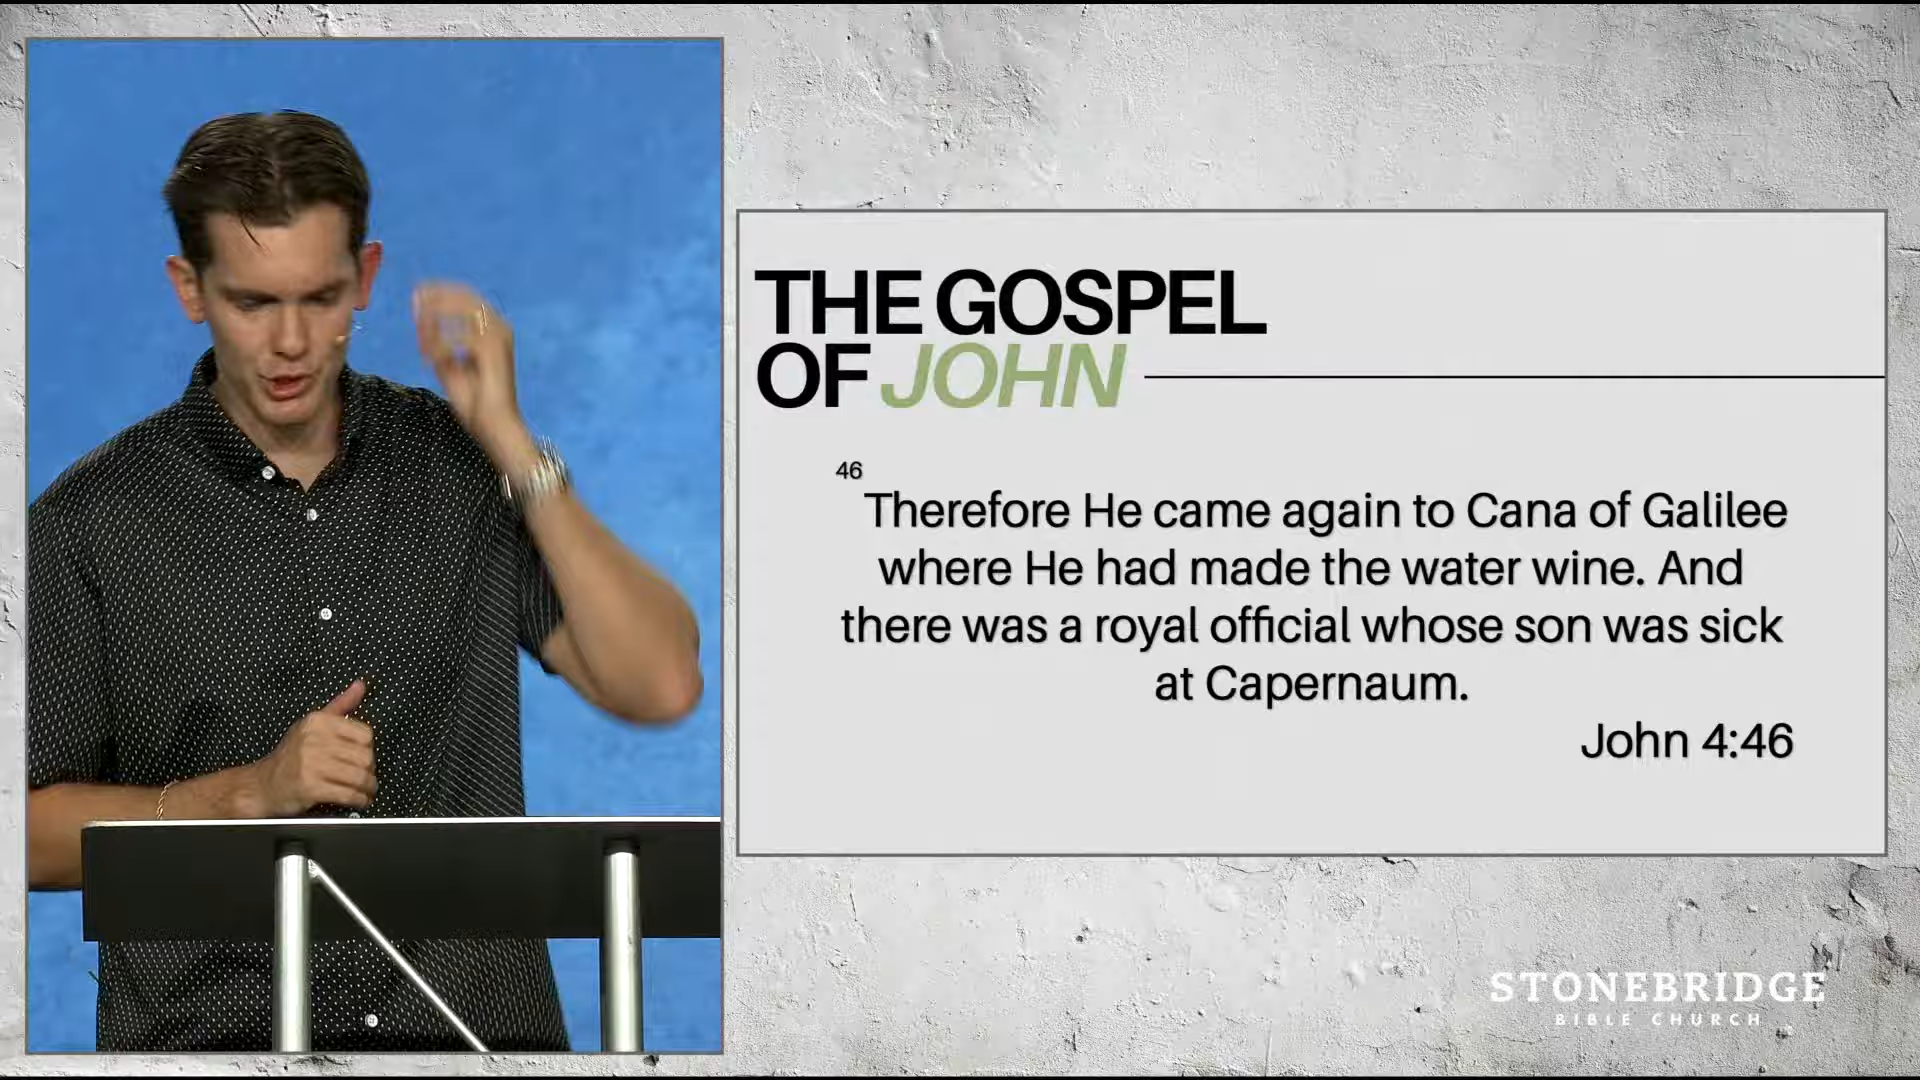 THE GOSPEL
OF JOHN
46
Therefore He came again to Cana of Galilee
where He had made the water wine. And
there was a royal official whose son was sick
at Capernaum.
John 4:46
STONEBRIDGE
BIBLE CHURCH